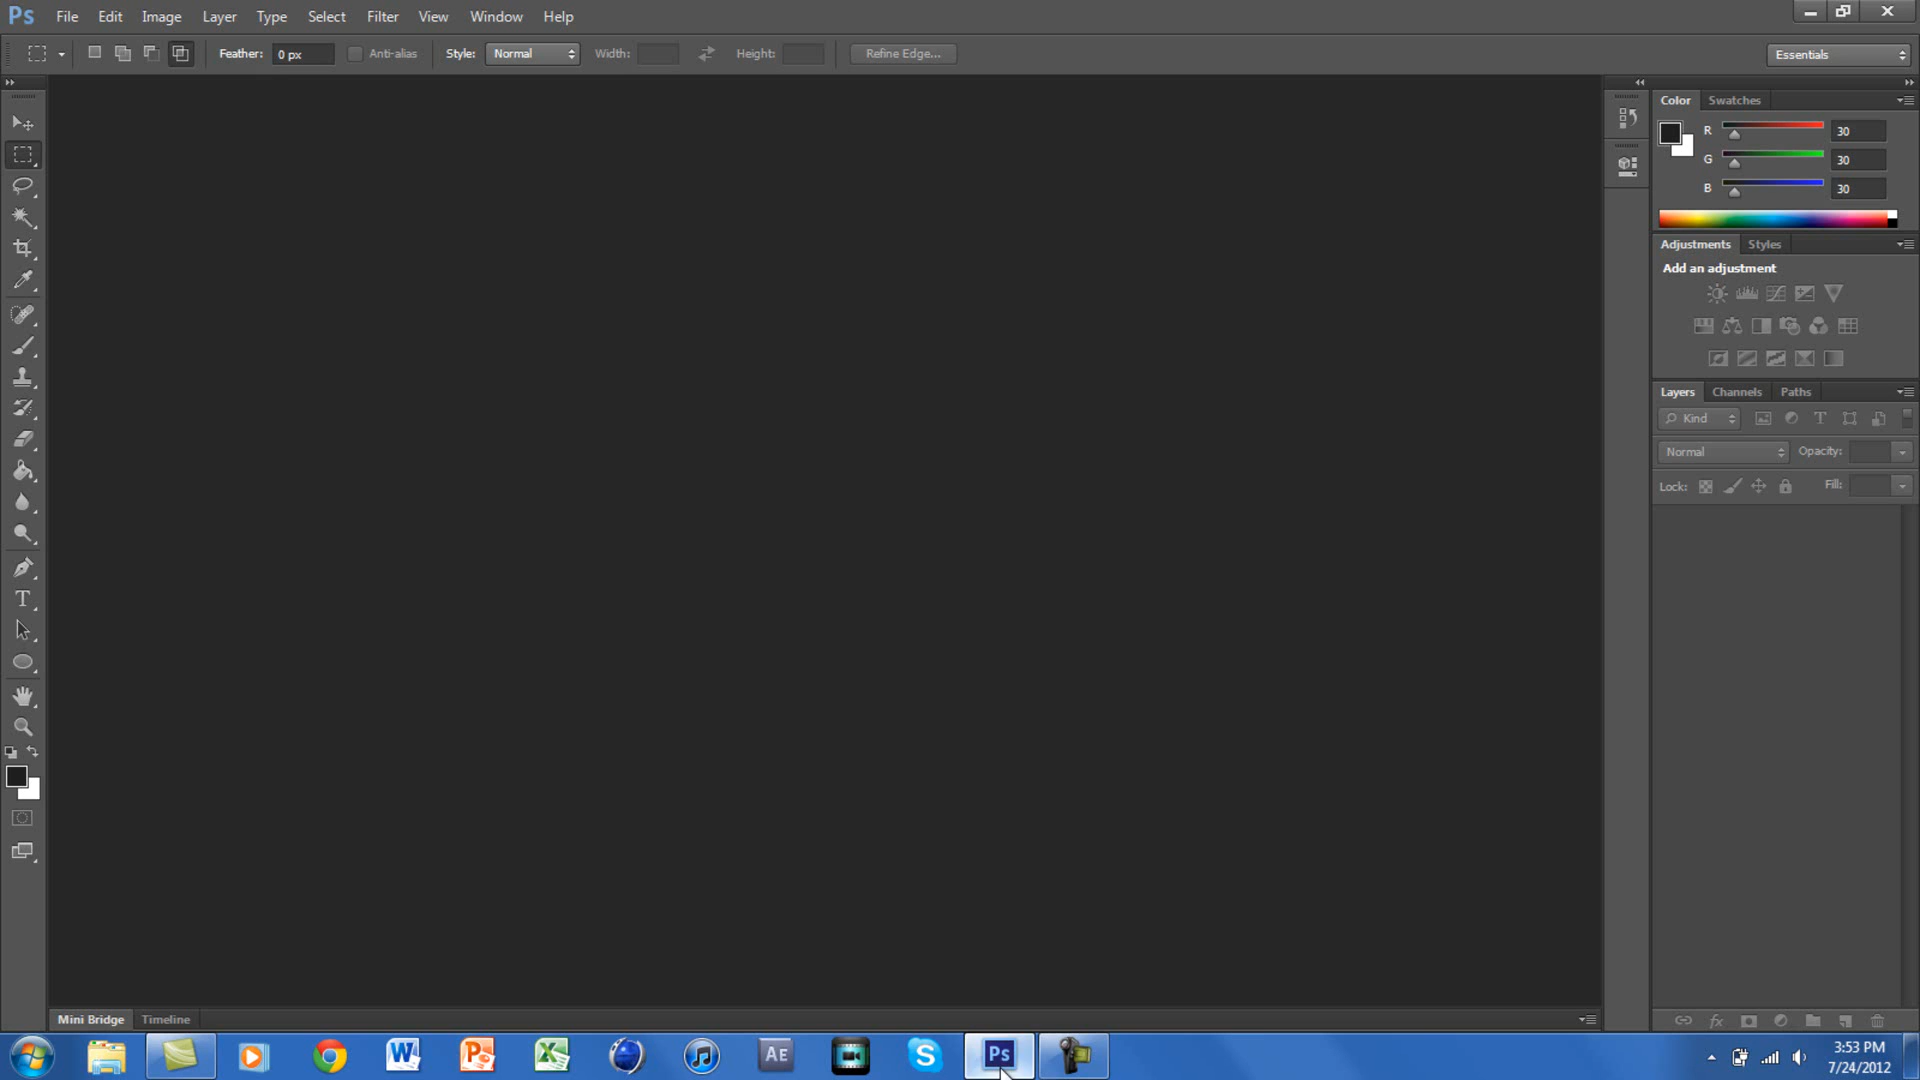 Ps File Edit Image Layer Type Select Filter View Window Help
Feather: 0 px Anti-alias Style: Normal Width: Height: Refine Edge... Essentials
Color Swatches
R 30
G 30
B 30
Adjustments Styles
Add an adjustment
Layers Channels Paths
Kind T
Normal Opacity:
Lock: Fill:
T
fx
Mini Bridge Timeline
W P X AE S Ps
3:53 PM
7/24/2012